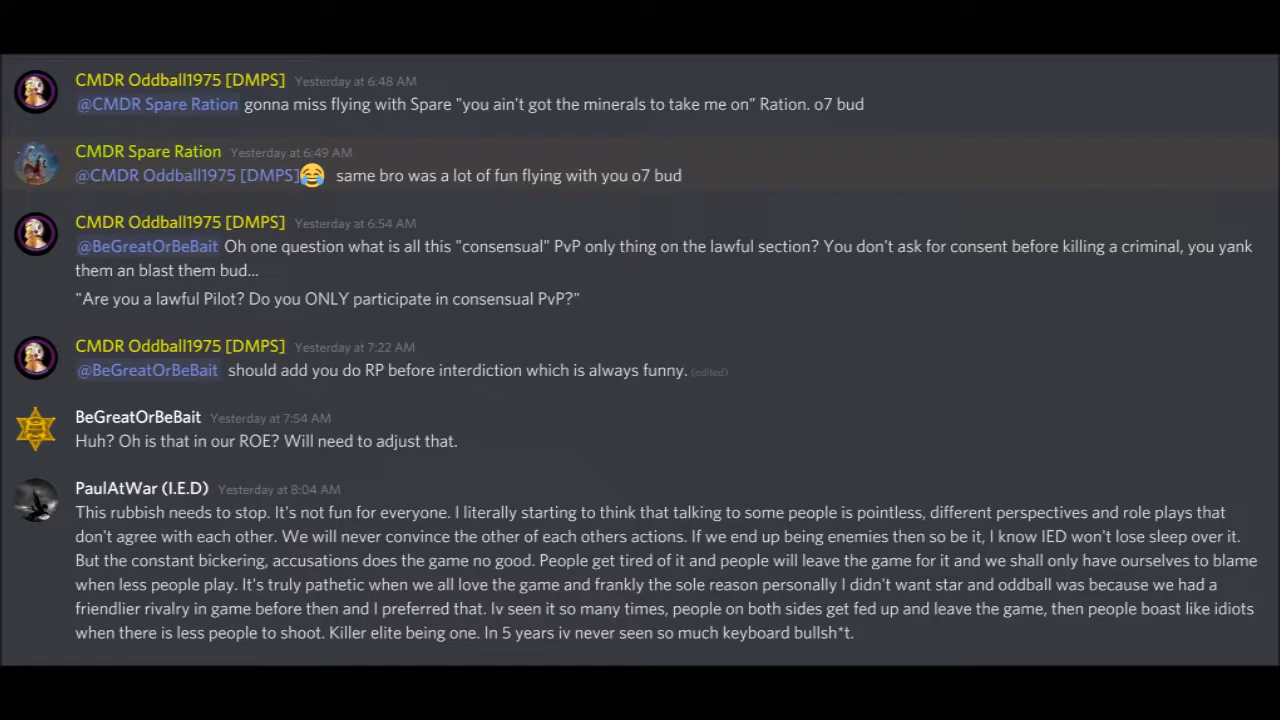 CMDR Oddball1975 [DMPS] Yesterday at 6:48 AM
@CMDR Spare Ration gonna miss flying with Spare "you ain't got the minerals to take me on" Ration. o7 bud
CMDR Spare Ration Yesterday at 6:49 AM
@CMDR Oddball1975 [DMPS]😂 same bro was a lot of fun flying with you o7 bud
CMDR Oddball1975 [DMPS] Yesterday at 6:54 AM
@BeGreatOrBeBait Oh one question what is all this "consensual" PvP only thing on the lawful section? You don't ask for consent before killing a criminal, you yank
them an blast them bud...
"Are you a lawful Pilot? Do you ONLY participate in consensual PvP?"
CMDR Oddball1975 [DMPS] Yesterday at 7:22 AM
@BeGreatOrBeBait should add you do RP before interdiction which is always funny. (edited)
BeGreatOrBeBait Yesterday at 7:54 AM
Huh? Oh is that in our ROE? Will need to adjust that.
PaulAtWar (I.E.D) Yesterday at 8:04 AM
This rubbish needs to stop. It's not fun for everyone. I literally starting to think that talking to some people is pointless, different perspectives and role plays that
don't agree with each other. We will never convince the other of each others actions. If we end up being enemies then so be it, I know IED won't lose sleep over it.
But the constant bickering, accusations does the game no good. People get tired of it and people will leave the game for it and we shall only have ourselves to blame
when less people play. It's truly pathetic when we all love the game and frankly the sole reason personally I didn't want star and oddball was because we had a
friendlier rivalry in game before then and I preferred that. Iv seen it so many times, people on both sides get fed up and leave the game, then people boast like idiots
when there is less people to shoot. Killer elite being one. In 5 years iv never seen so much keyboard bullsh*t.